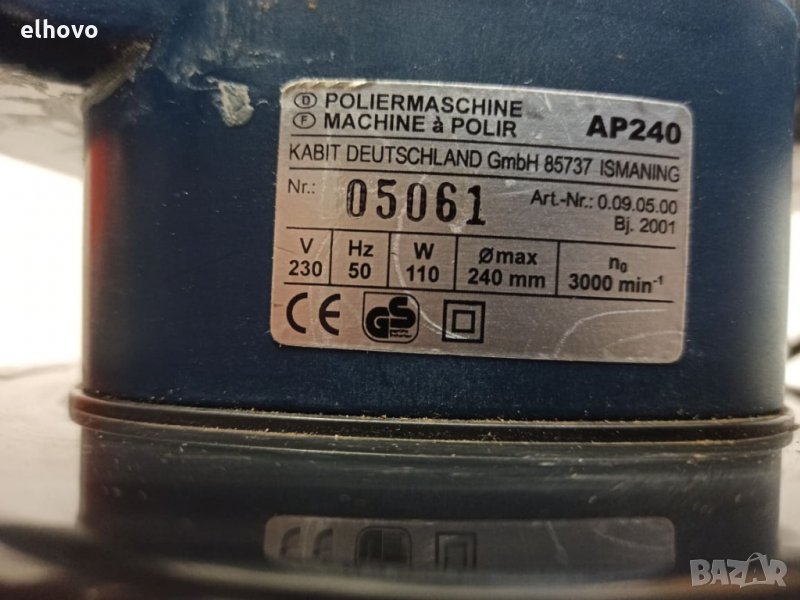 elhovo
D POLIERMASCHINE
F MACHINE à POLIR AP240
KABIT DEUTSCHLAND GmbH 85737 ISMANING
Nr.: 05061 Art.-Nr.: 0.09.05.00
Bj. 2001
V Hz W Ømax n₀
230 50 110 240 mm 3000 min⁻¹
CE GS
BAZAR